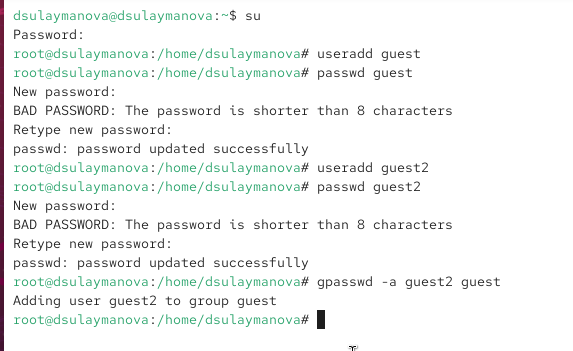 dsulaymanova@dsulaymanova:~$ su
Password:
root@dsulaymanova:/home/dsulaymanova# useradd guest
root@dsulaymanova:/home/dsulaymanova# passwd guest
New password:
BAD PASSWORD: The password is shorter than 8 characters
Retype new password:
passwd: password updated successfully
root@dsulaymanova:/home/dsulaymanova# useradd guest2
root@dsulaymanova:/home/dsulaymanova# passwd guest2
New password:
BAD PASSWORD: The password is shorter than 8 characters
Retype new password:
passwd: password updated successfully
root@dsulaymanova:/home/dsulaymanova# gpasswd -a guest2 guest
Adding user guest2 to group guest
root@dsulaymanova:/home/dsulaymanova#